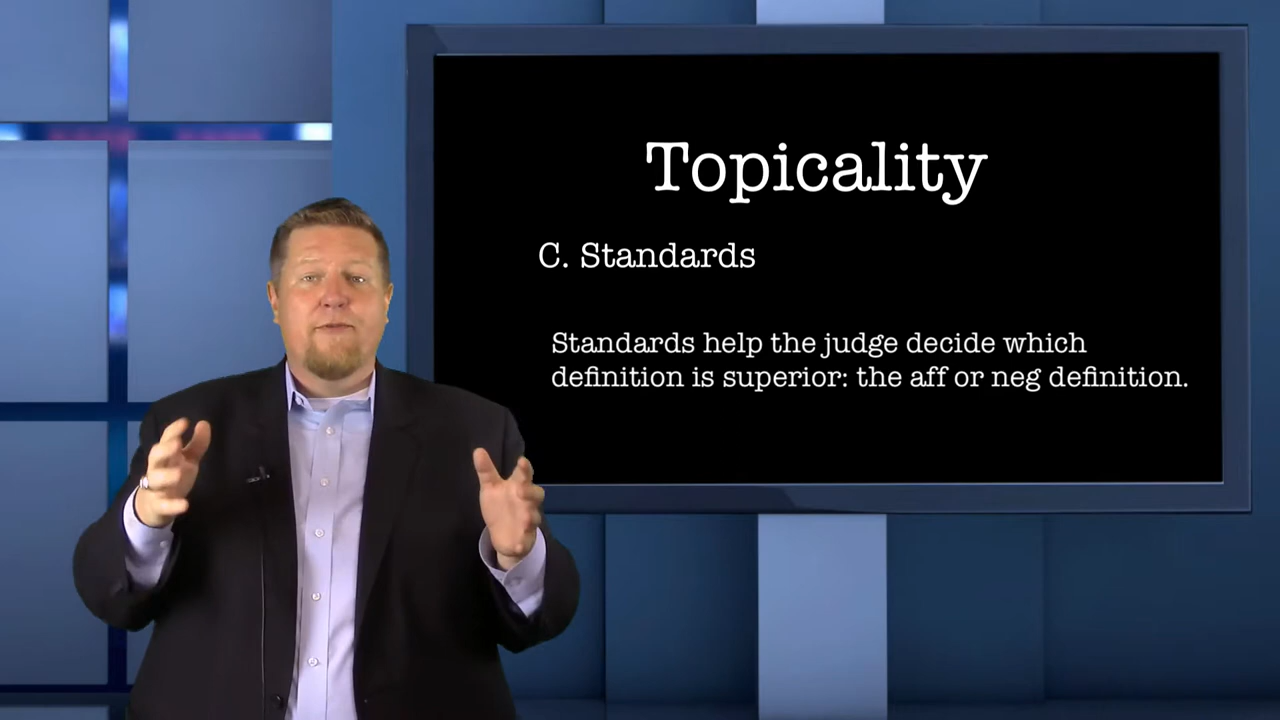 Topicality
C. Standards
Standards help the judge decide which
definition is superior: the aff or neg definition.